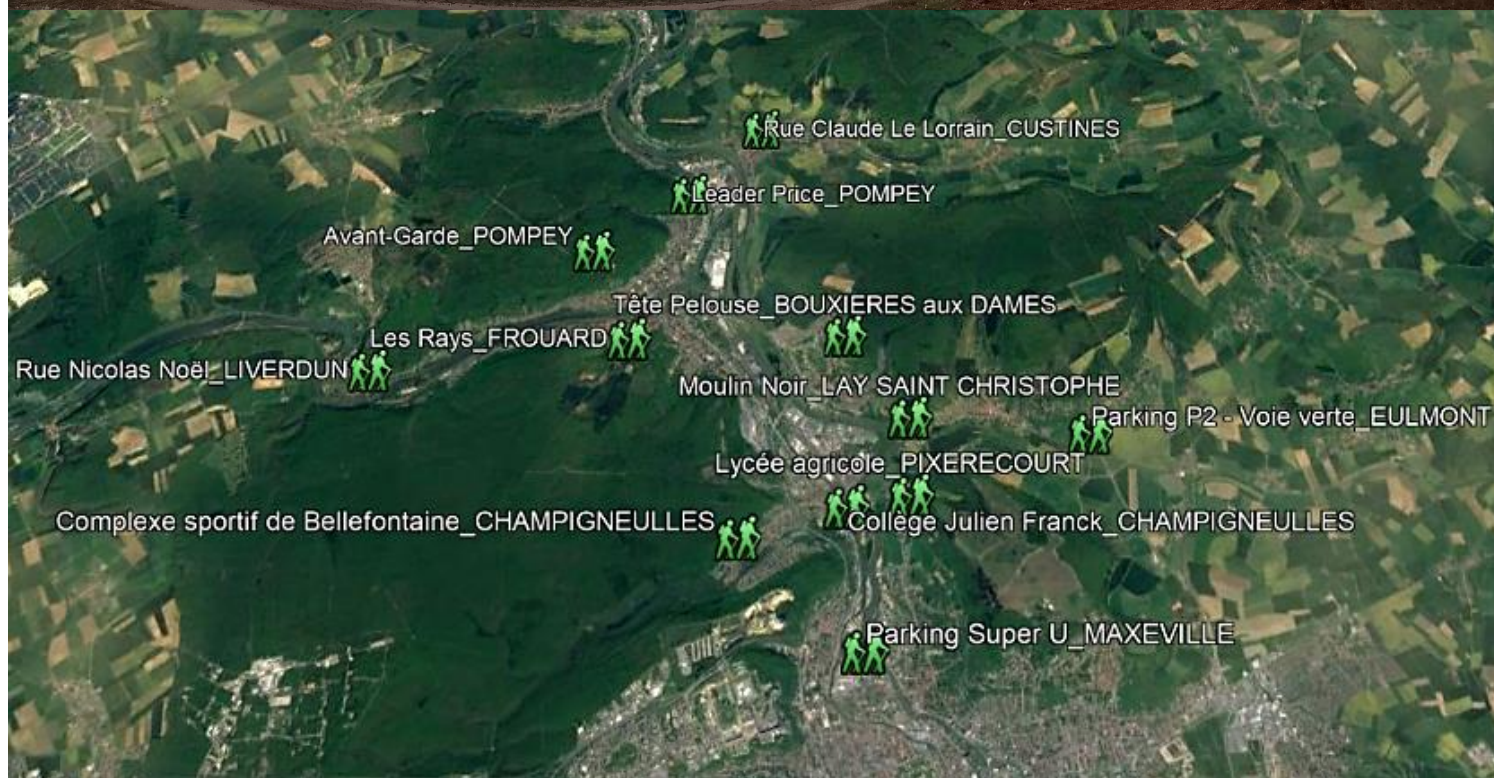 Rue Claude Le Lorrain_CUSTINES
Leader Price_POMPEY
Avant-Garde_POMPEY
Tête Pelouse_BOUXIERES aux DAMES
Les Rays_FROUARD
Rue Nicolas Noël_LIVERDUN
Moulin Noir_LAY SAINT CHRISTOPHE
Parking P2 - Voie verte_EULMONT
Lycée agricole_PIXERECOURT
Complexe sportif de Bellefontaine_CHAMPIGNEULLES
Collège Julien Franck_CHAMPIGNEULLES
Parking Super U_MAXEVILLE